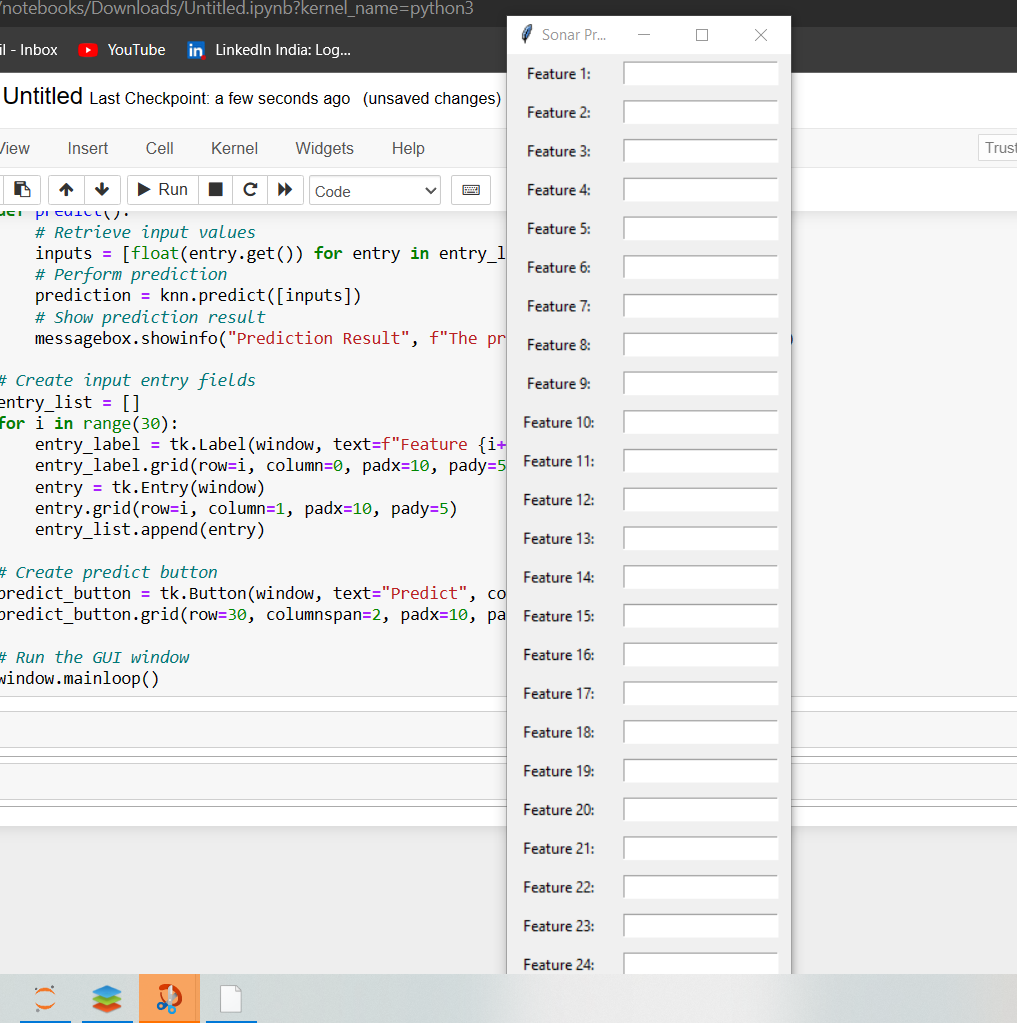 /notebooks/Downloads/Untitled.ipynb?kernel_name=python3
il - Inbox YouTube LinkedIn India: Log...
Untitled Last Checkpoint: a few seconds ago (unsaved changes)
View Insert Cell Kernel Widgets Help Trust
Run Code
def predict():
# Retrieve input values
inputs = [float(entry.get()) for entry in entry_l
# Perform prediction
prediction = knn.predict([inputs])
# Show prediction result
messagebox.showinfo("Prediction Result", f"The pr
# Create input entry fields
entry_list = []
for i in range(30):
entry_label = tk.Label(window, text=f"Feature {i+
entry_label.grid(row=i, column=0, padx=10, pady=5
entry = tk.Entry(window)
entry.grid(row=i, column=1, padx=10, pady=5)
entry_list.append(entry)
# Create predict button
predict_button = tk.Button(window, text="Predict", co
predict_button.grid(row=30, columnspan=2, padx=10, pa
# Run the GUI window
window.mainloop()
Sonar Pr...
Feature 1:
Feature 2:
Feature 3:
Feature 4:
Feature 5:
Feature 6:
Feature 7:
Feature 8:
Feature 9:
Feature 10:
Feature 11:
Feature 12:
Feature 13:
Feature 14:
Feature 15:
Feature 16:
Feature 17:
Feature 18:
Feature 19:
Feature 20:
Feature 21:
Feature 22:
Feature 23:
Feature 24: